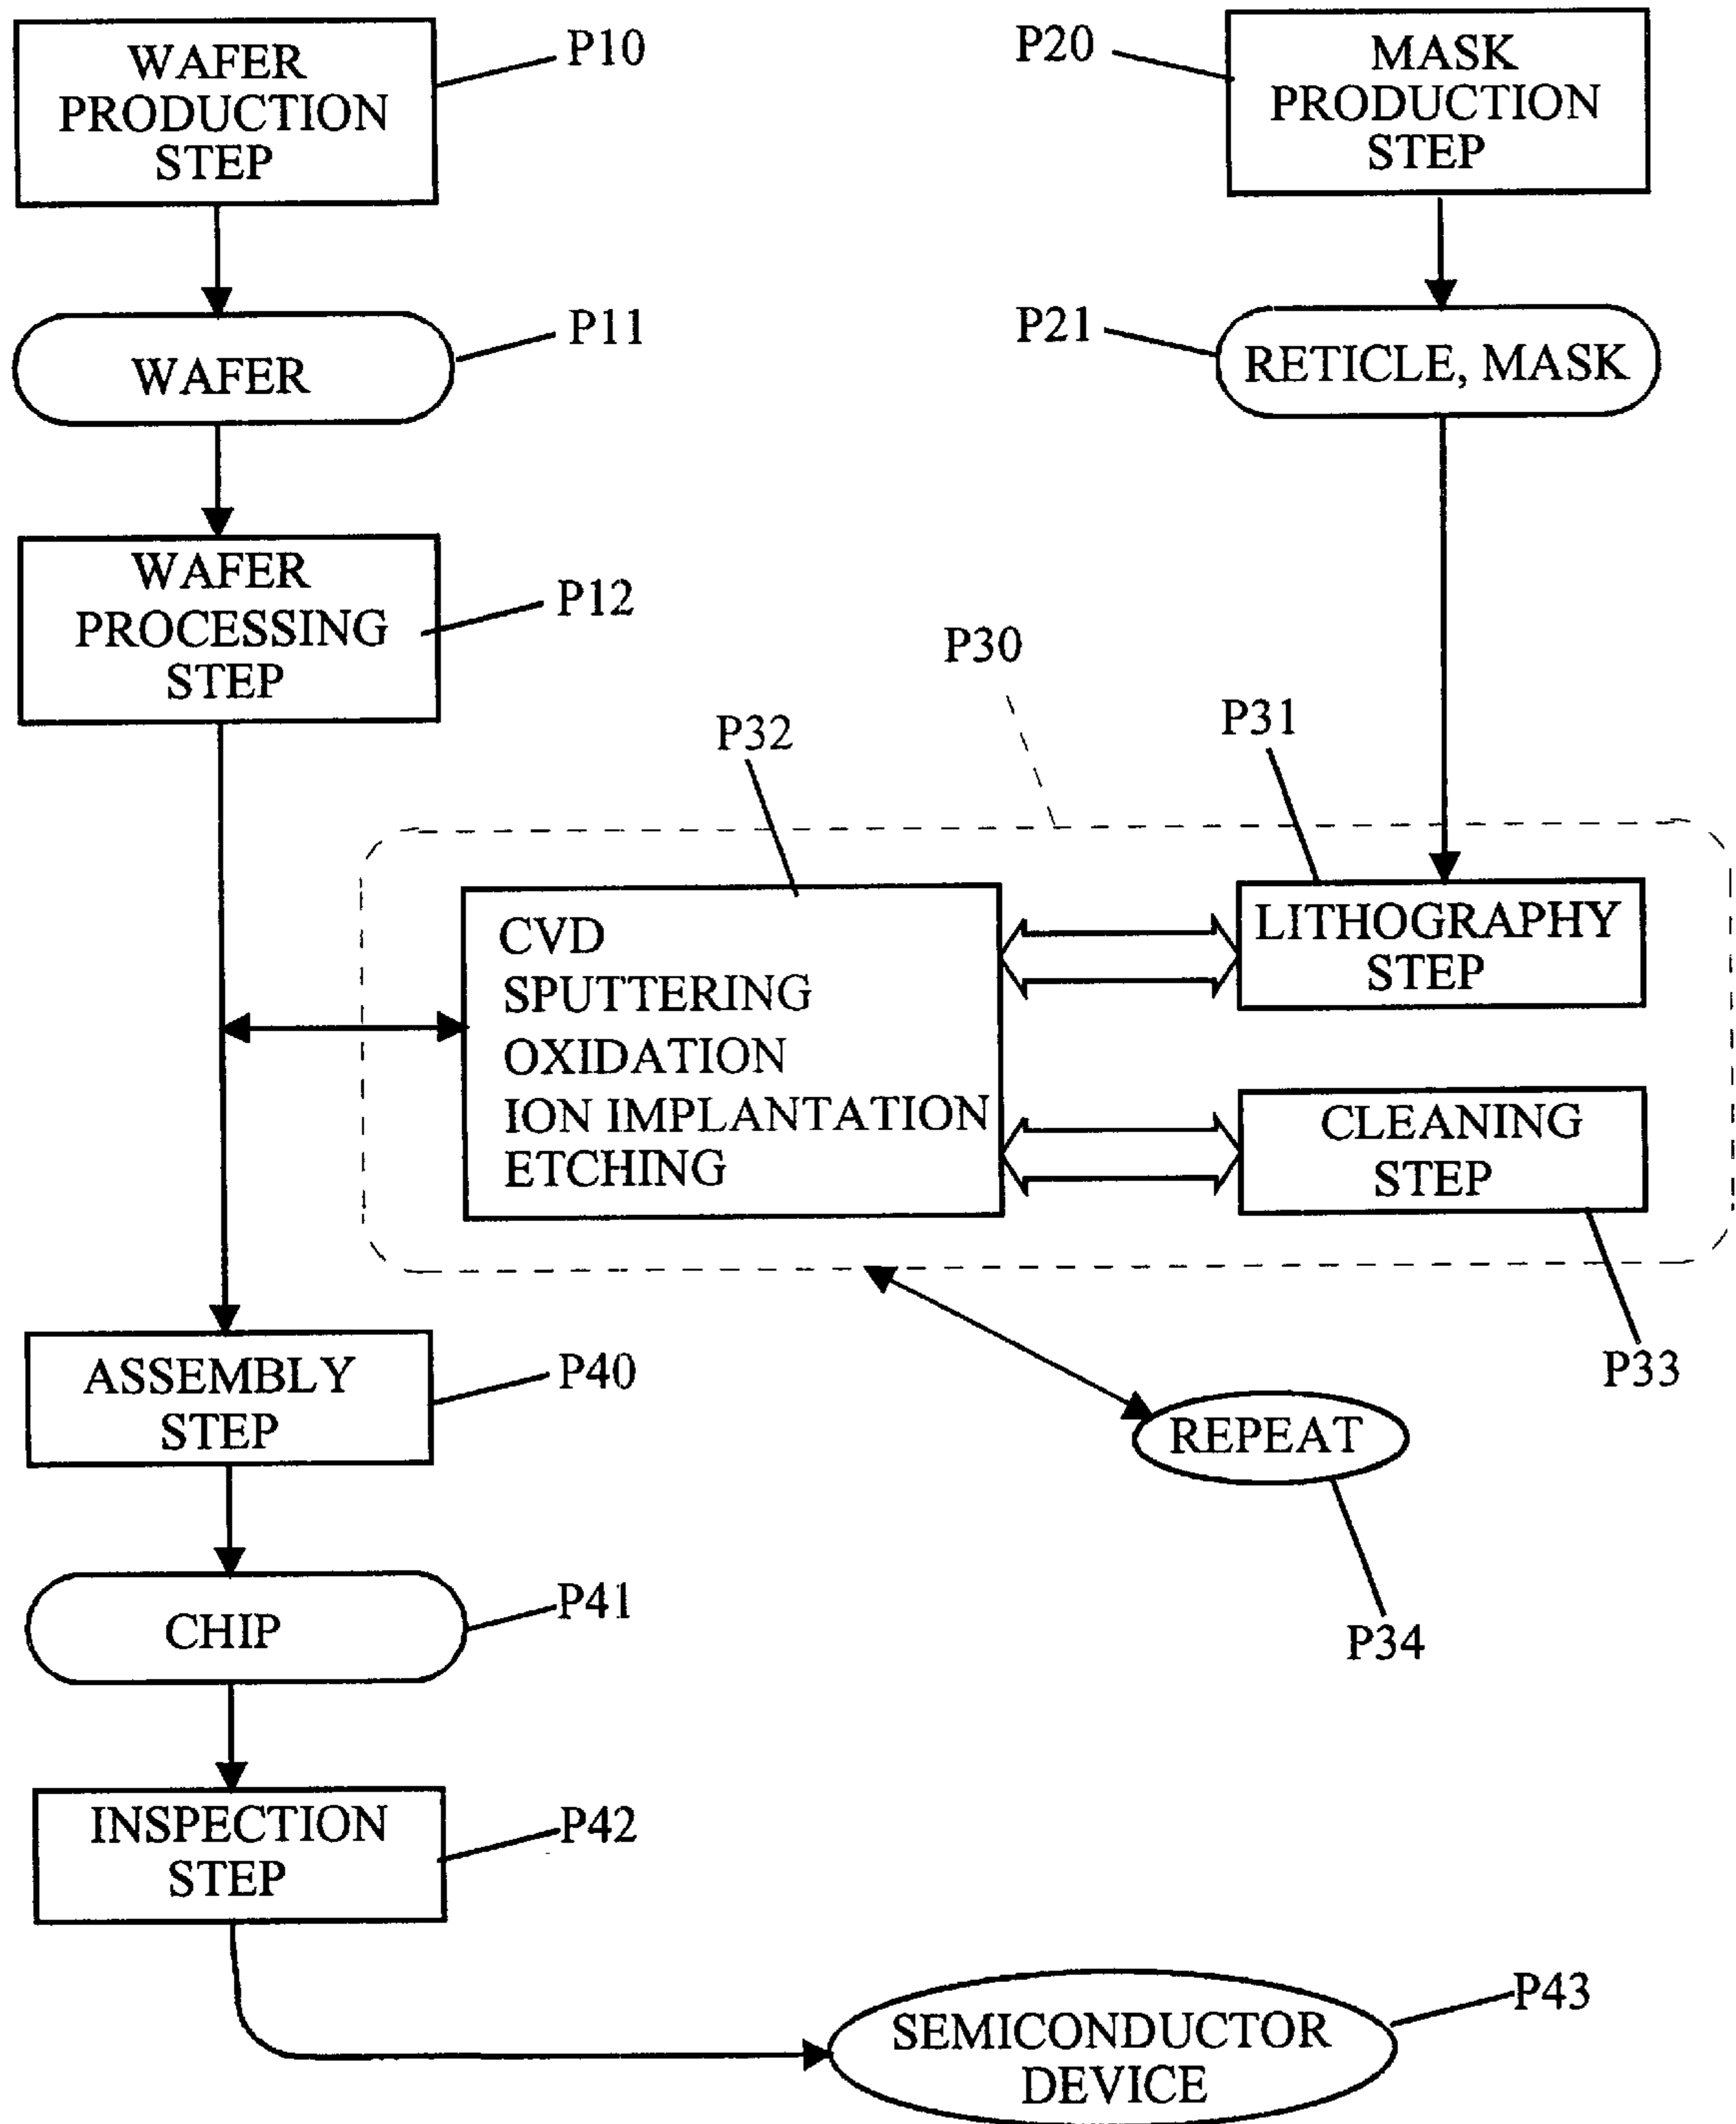 WAFER
PRODUCTION
STEP
P10
P20
MASK
PRODUCTION
STEP
WAFER
P11
P21
RETICLE, MASK
WAFER
PROCESSING
STEP
P12
P30
P32
P31
CVD
SPUTTERING
OXIDATION
ION IMPLANTATION
ETCHING
LITHOGRAPHY
STEP
CLEANING
STEP
P33
ASSEMBLY
STEP
P40
REPEAT
P34
CHIP
P41
INSPECTION
STEP
P42
SEMICONDUCTOR
DEVICE
P43